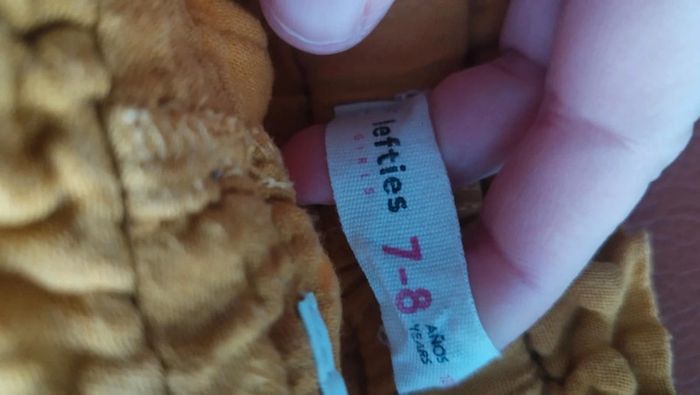 lefties
GIRLS
7-8
AÑOS
YEARS